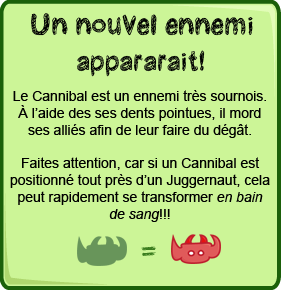 Un nouvel ennemi
appararait!
Le Cannibal est un ennemi très sournois.
À l'aide des ses dents pointues, il mord
ses alliés afin de leur faire du dégât.
Faites attention, car si un Cannibal est
positionné tout près d'un Juggernaut, cela
peut rapidement se transformer en bain
de sang!!!
=